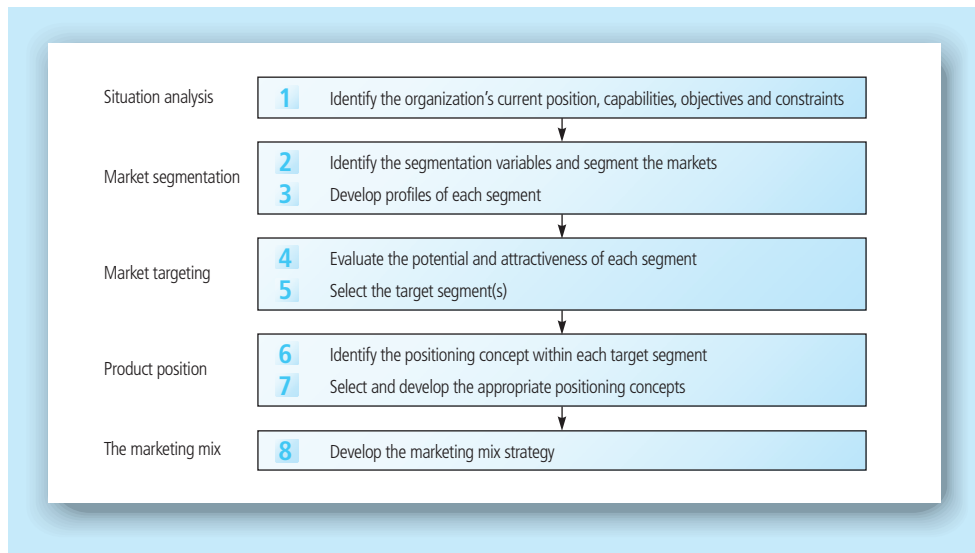 Situation analysis
1 Identify the organization's current position, capabilities, objectives and constraints
Market segmentation
2 Identify the segmentation variables and segment the markets
3 Develop profiles of each segment
Market targeting
4 Evaluate the potential and attractiveness of each segment
5 Select the target segment(s)
Product position
6 Identify the positioning concept within each target segment
7 Select and develop the appropriate positioning concepts
The marketing mix
8 Develop the marketing mix strategy